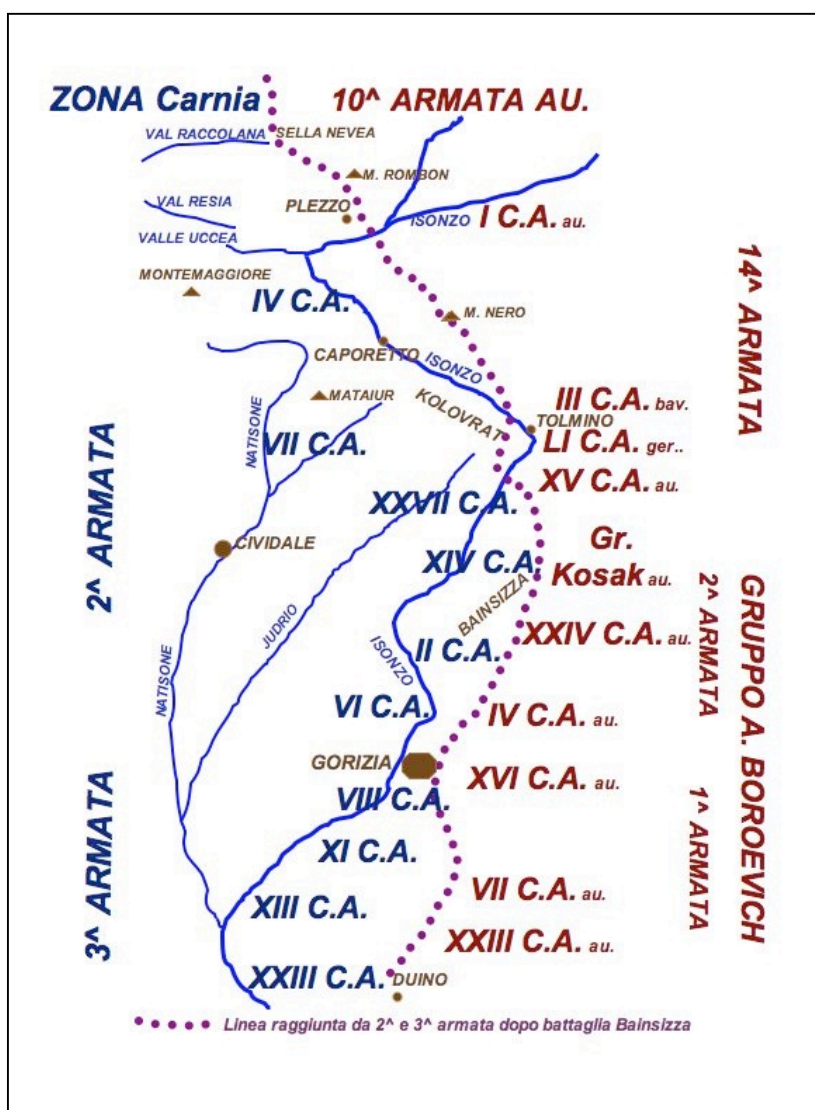 ZONA Carnia
10^ ARMATA AU.
VAL RACCOLANA
SELLA NEVEA
M. ROMBON
VAL RESIA
PLEZZO
ISONZO
I C.A. au.
VALLE UCCEA
MONTEMAGGIORE
IV C.A.
M. NERO
14^ ARMATA
CAPORETTO
ISONZO
MATAIUR
KOLOVRAT
III C.A. bav.
TOLMINO
NATISONE
VII C.A.
LI C.A. ger..
XV C.A. au.
2^ ARMATA
XXVII C.A.
CIVIDALE
XIV C.A.
Gr.
Kosak au.
BAINSIZZA
JUDRIO
ISONZO
II C.A.
XXIV C.A. au.
2^ ARMATA
GRUPPO A. BOROEVICH
NATISONE
VI C.A.
IV C.A. au.
GORIZIA
XVI C.A. au.
VIII C.A.
1^ ARMATA
3^ ARMATA
XI C.A.
VII C.A. au.
XIII C.A.
XXIII C.A. au.
XXIII C.A.
DUINO
Linea raggiunta da 2^ e 3^ armata dopo battaglia Bainsizza